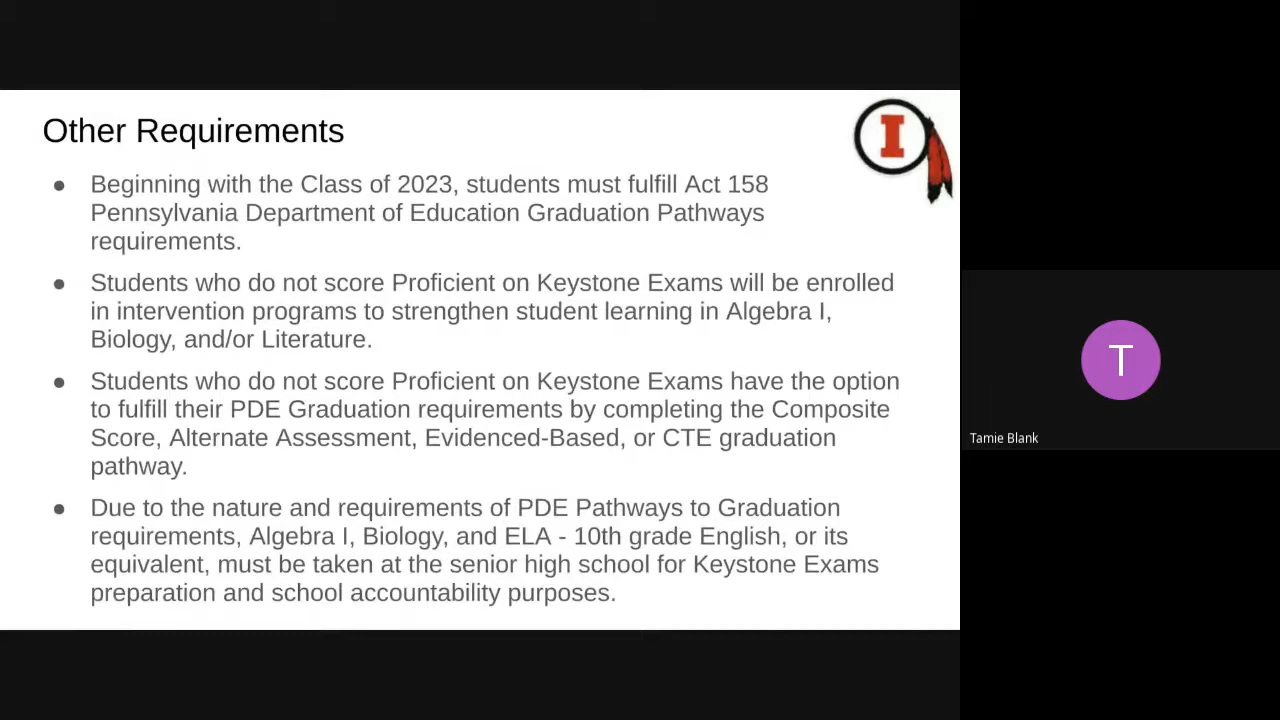 Other Requirements
I
● Beginning with the Class of 2023, students must fulfill Act 158
Pennsylvania Department of Education Graduation Pathways
requirements.
● Students who do not score Proficient on Keystone Exams will be enrolled
in intervention programs to strengthen student learning in Algebra I,
Biology, and/or Literature.
● Students who do not score Proficient on Keystone Exams have the option
to fulfill their PDE Graduation requirements by completing the Composite
Score, Alternate Assessment, Evidenced-Based, or CTE graduation
pathway.
● Due to the nature and requirements of PDE Pathways to Graduation
requirements, Algebra I, Biology, and ELA - 10th grade English, or its
equivalent, must be taken at the senior high school for Keystone Exams
preparation and school accountability purposes.
T
Tamie Blank